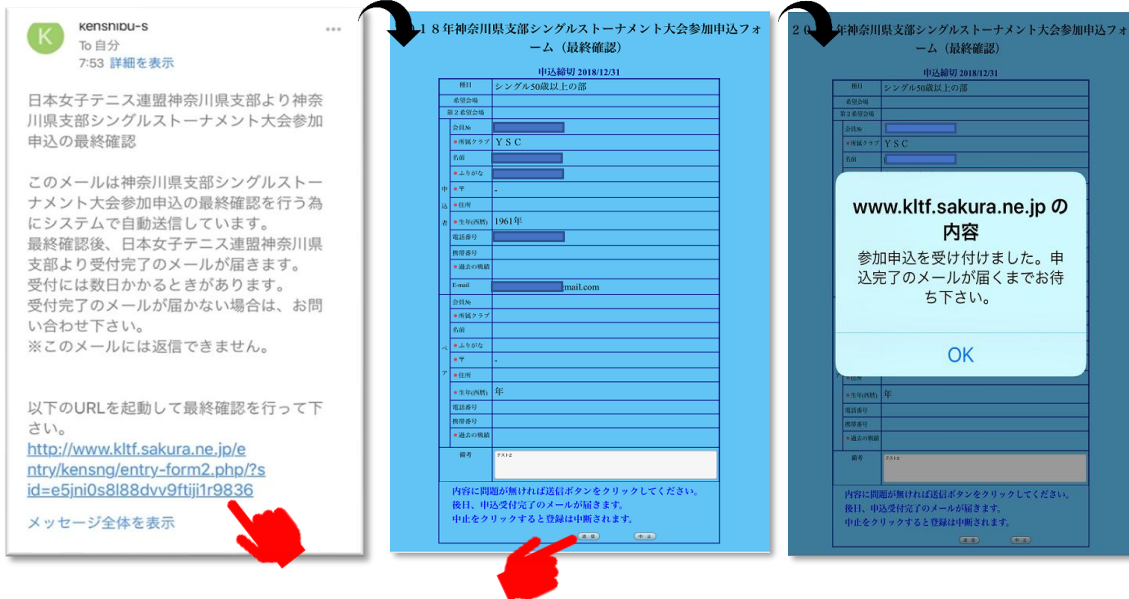 K
kenshibu-s
To 自分
7:53 詳細を表示
日本女子テニス連盟神奈川県支部より神奈
川県支部シングルストーナメント大会参加
申込の最終確認
このメールは神奈川県支部シングルストー
ナメント大会参加申込の最終確認を行う為
にシステムで自動送信しています。
最終確認後、日本女子テニス連盟神奈川県
支部より受付完了のメールが届きます。
受付には数日かかるときがあります。
受付完了のメールが届かない場合は、お問
い合わせ下さい。
※このメールには返信できません。
以下のURLを起動して最終確認を行って下
さい。
http://www.kltf.sakura.ne.jp/e
ntry/kensng/entry-form2.php/?s
id=e5jni0s8l88dvv9ftiji1r9836
メッセージ全体を表示
18年神奈川県支部シングルストーナメント大会参加申込フォ
ーム（最終確認）
申込締切 2018/12/31
種目 シングル50歳以上の部
希望会場
第2希望会場
申込者
会員№
●所属クラブ ＹＳＣ
名前
●ふりがな
●〒 -
●住所
●生年(西暦) 1961年
電話番号
携帯番号
●過去の戦績
E-mail mail.com
ペア
会員№
●所属クラブ
名前
●ふりがな
●〒 -
●住所
●生年(西暦) 年
電話番号
携帯番号
●過去の戦績
備考 テスト2
内容に問題が無ければ送信ボタンをクリックしてください。
後日、申込受付完了のメールが届きます。
中止をクリックすると登録は中断されます。
送信 中止
20 年神奈川県支部シングルストーナメント大会参加申込フォ
ーム（最終確認）
申込締切 2018/12/31
種目 シングル50歳以上の部
希望会場
第2希望会場
会員№
●所属クラブ ＹＳＣ
名前
www.kltf.sakura.ne.jp の
内容
参加申込を受け付けました。申
込完了のメールが届くまでお待
ち下さい。
OK
●住所
●生年(西暦) 年
電話番号
携帯番号
●過去の戦績
備考 テスト2
内容に問題が無ければ送信ボタンをクリックしてください。
後日、申込受付完了のメールが届きます。
中止をクリックすると登録は中断されます。
送信 中止